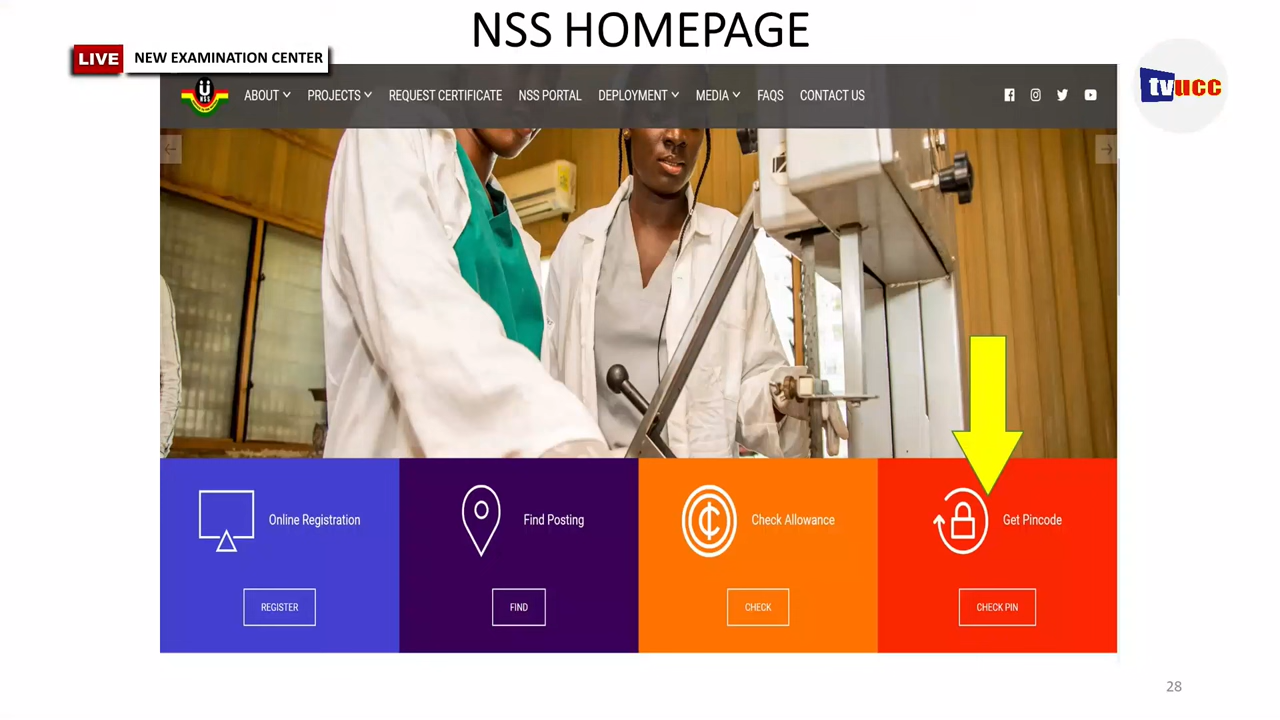 NSS HOMEPAGE
LIVE NEW EXAMINATION CENTER
tvucc
NSS
ABOUT PROJECTS REQUEST CERTIFICATE NSS PORTAL DEPLOYMENT MEDIA FAQS CONTACT US
Online Registration
Find Posting
Check Allowance
Get Pincode
REGISTER
FIND
CHECK
CHECK PIN
28